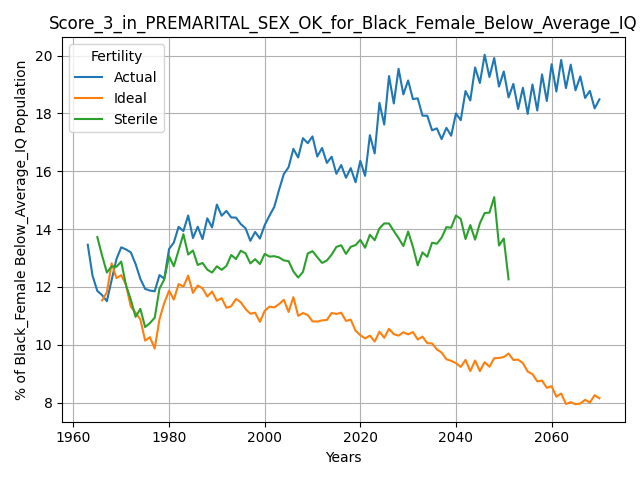 Score_3_in_PREMARITAL_SEX_OK_for_Black_Female_Below_Average_IQ
Fertility
Actual
Ideal
Sterile
% of Black_Female Below_Average_IQ Population
20
18
16
14
12
10
8
1960
1980
2000
2020
2040
2060
Years